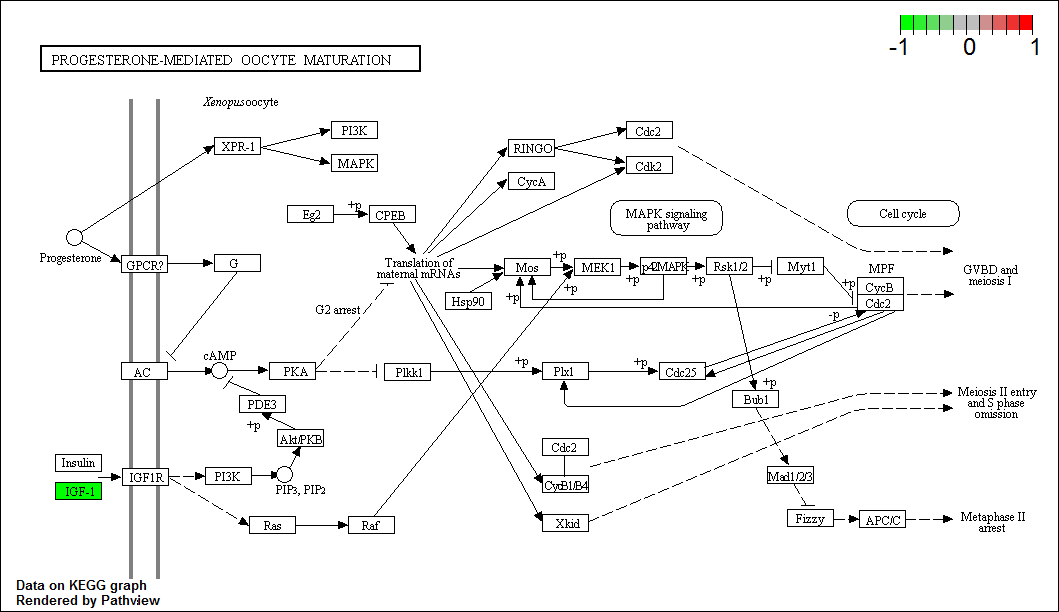 -1 0 1
PROGESTERONE-MEDIATED OOCYTE MATURATION
Xenopus oocyte
XPR-1
PI3K
MAPK
RINGO
CycA
Cdc2
Cdk2
Eg2
+p
CPEB
MAPK signaling
pathway
Cell cycle
Progesterone
GPCR?
G
Translation of
maternal mRNAs
Mos
+p
MEK1
p42MAPK
Rsk1/2
Myt1
MPF
CycB
Cdc2
GVBD and
meiosis I
Hsp90
+p
+p
+p
+p
+p
-p
G2 arrest
cAMP
AC
PKA
Plkk1
+p
Plx1
+p
Cdc25
PDE3
+p
Akt/PKB
+p
Bub1
Meiosis II entry
and S phase
omission
Insulin
IGF-1
IGF1R
PI3K
PIP3, PIP2
Cdc2
CycB1/B4
Mad1/2/3
Ras
Raf
Xkid
Fizzy
APC/C
Metaphase II
arrest
Data on KEGG graph
Rendered by Pathview